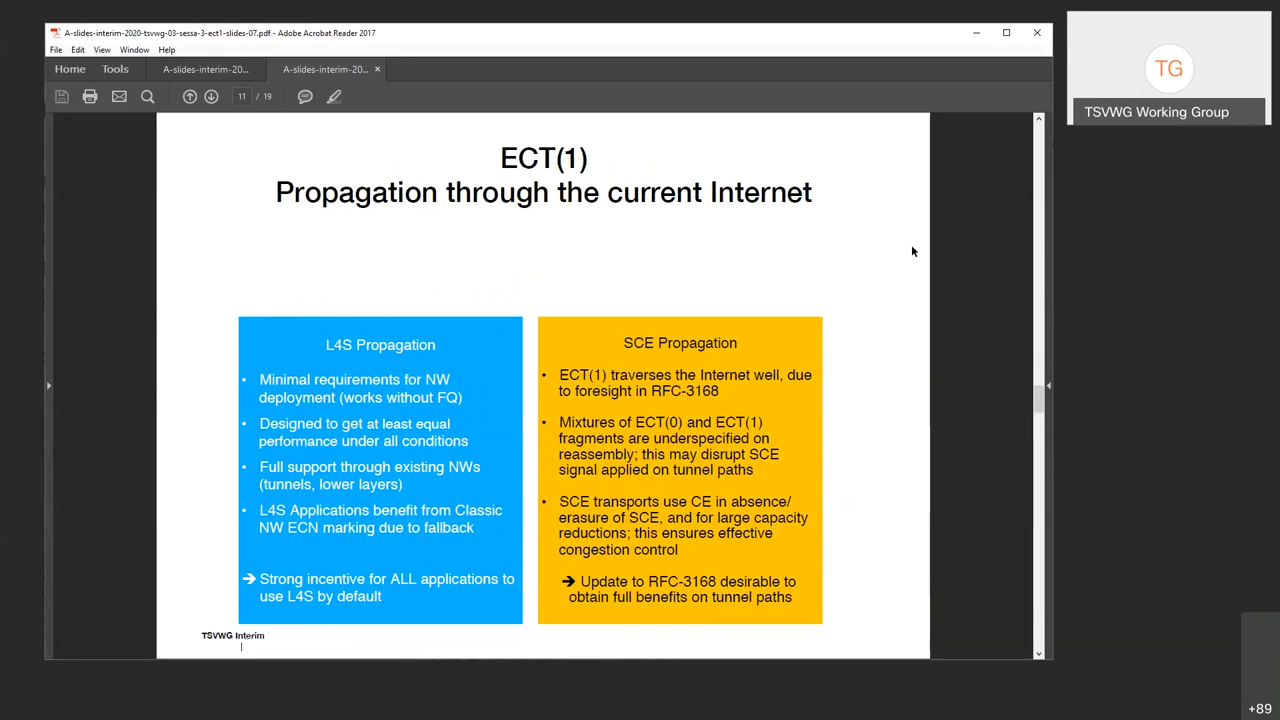 A-slides-interim-2020-tsvwg-03-sessa-3-ect1-slides-07.pdf - Adobe Acrobat Reader 2017
File Edit View Window Help
Home Tools A-slides-interim-20... A-slides-interim-20... ×
11 / 19
TG
TSVWG Working Group
ECT(1)
Propagation through the current Internet
L4S Propagation
• Minimal requirements for NW
deployment (works without FQ)
• Designed to get at least equal
performance under all conditions
• Full support through existing NWs
(tunnels, lower layers)
• L4S Applications benefit from Classic
NW ECN marking due to fallback
➔ Strong incentive for ALL applications to
use L4S by default
SCE Propagation
• ECT(1) traverses the Internet well, due
to foresight in RFC-3168
• Mixtures of ECT(0) and ECT(1)
fragments are underspecified on
reassembly; this may disrupt SCE
signal applied on tunnel paths
• SCE transports use CE in absence/
erasure of SCE, and for large capacity
reductions; this ensures effective
congestion control
➔ Update to RFC-3168 desirable to
obtain full benefits on tunnel paths
TSVWG Interim
+89